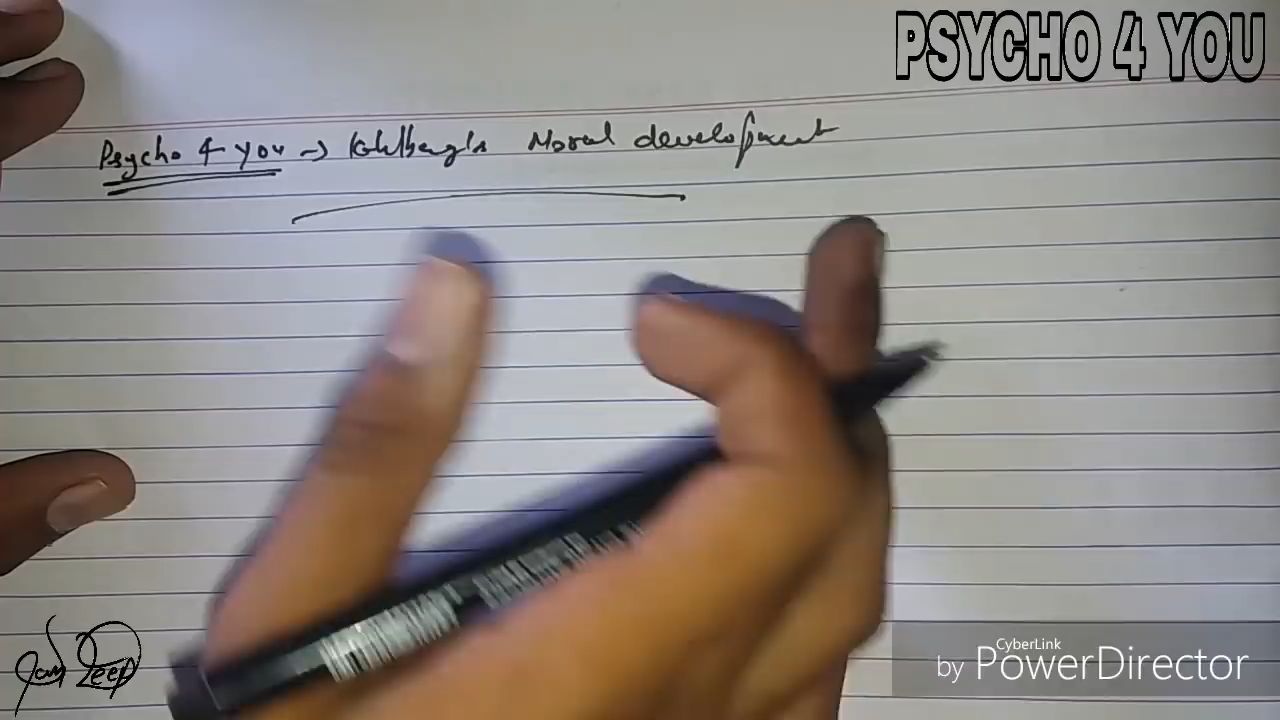 PSYCHO 4 YOU
Psycho 4 you → Kohlberg's Moral development
CyberLink
by PowerDirector